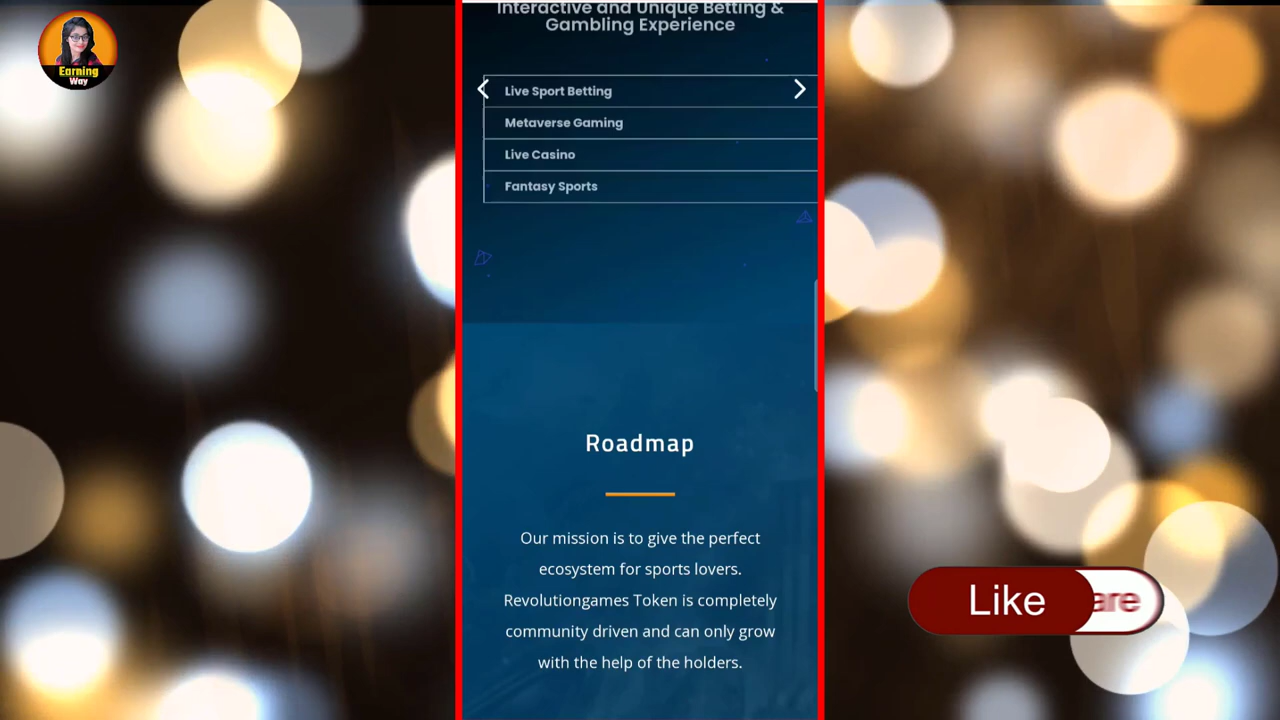 Earning
Way
Interactive and Unique Betting &
Gambling Experience
Live Sport Betting
Metaverse Gaming
Live Casino
Fantasy Sports
Roadmap
Our mission is to give the perfect
ecosystem for sports lovers.
Revolutiongames Token is completely
community driven and can only grow
with the help of the holders.
Like
are